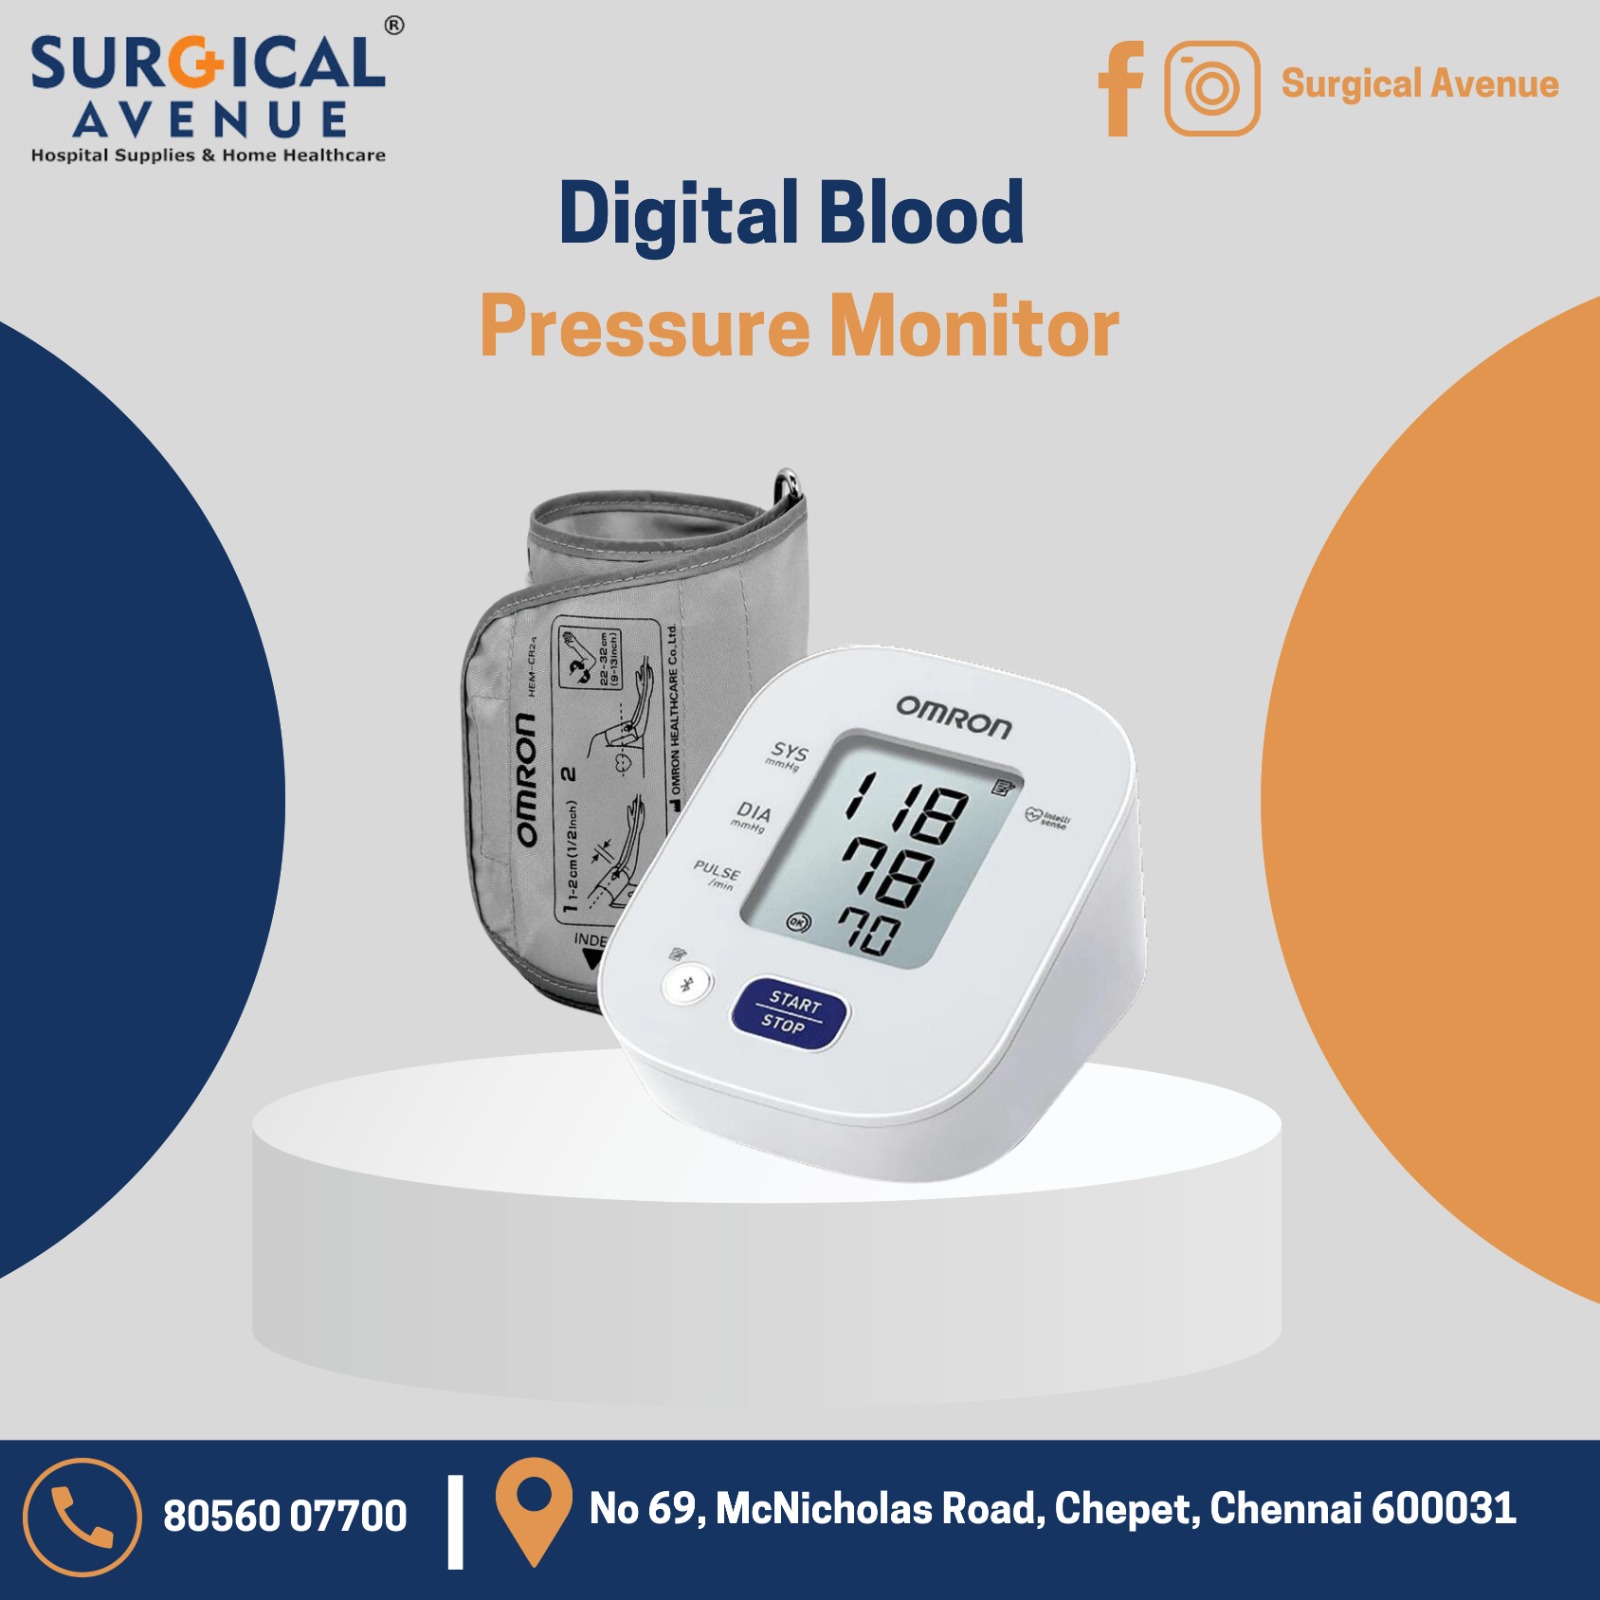 SURGICAL®
AVENUE
Hospital Supplies & Home Healthcare
f Surgical Avenue
Digital Blood
Pressure Monitor
OMRON HEM-CR24
22-32cm
(9-13inch)
2
1 1-2cm(1/2inch)
OMRON HEALTHCARE Co.,Ltd.
INDE
OMRON
SYS
mmHg
DIA
mmHg
PULSE
/min
118
78
OK 70
intelli
sense
START
STOP
80560 07700
No 69, McNicholas Road, Chepet, Chennai 600031